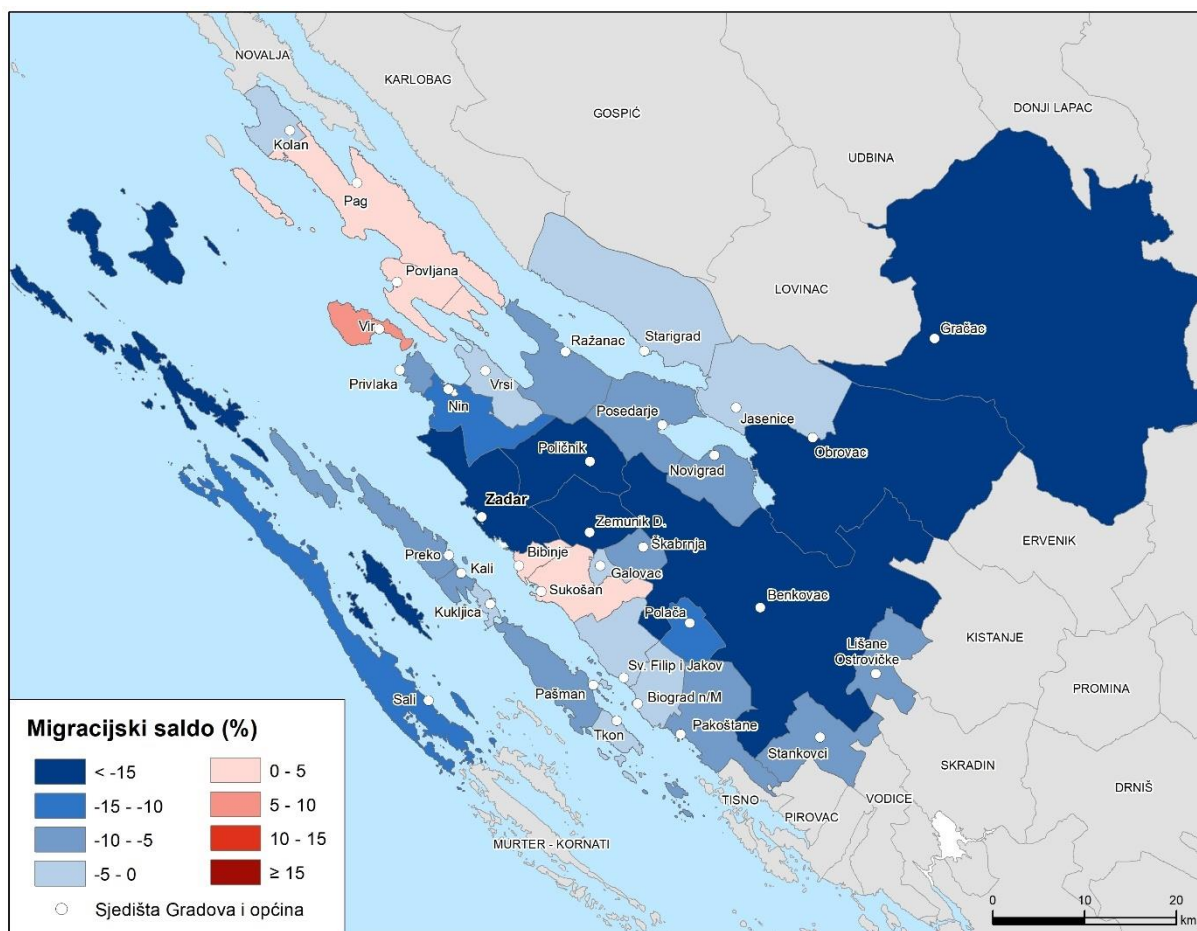 NOVALJA
KARLOBAG
GOSPIĆ
DONJI LAPAC
UDBINA
Kolan
Pag
Povljana
LOVINAC
Vir
Ražanac
Starigrad
Gračac
Privlaka
Vrsi
Nin
Posedarje
Jasenice
Obrovac
Poličnik
Novigrad
Zadar
Zemunik D.
Škabrnja
ERVENIK
Preko
Bibinje
Kali
Galovac
Sukošan
Kukljica
Benkovac
Polača
KISTANJE
Lišane
Ostrovičke
Sv. Filip i Jakov
PROMINA
Sali
Pašman
Biograd n/M
Tkon
Pakoštane
Stankovci
SKRADIN
DRNIŠ
TISNO
VODICE
PIROVAC
MURTER - KORNATI
Migracijski saldo (%)
< -15
0 - 5
-15 - -10
5 - 10
-10 - -5
10 - 15
-5 - 0
≥ 15
Sjedišta Gradova i općina
0 10 20
km